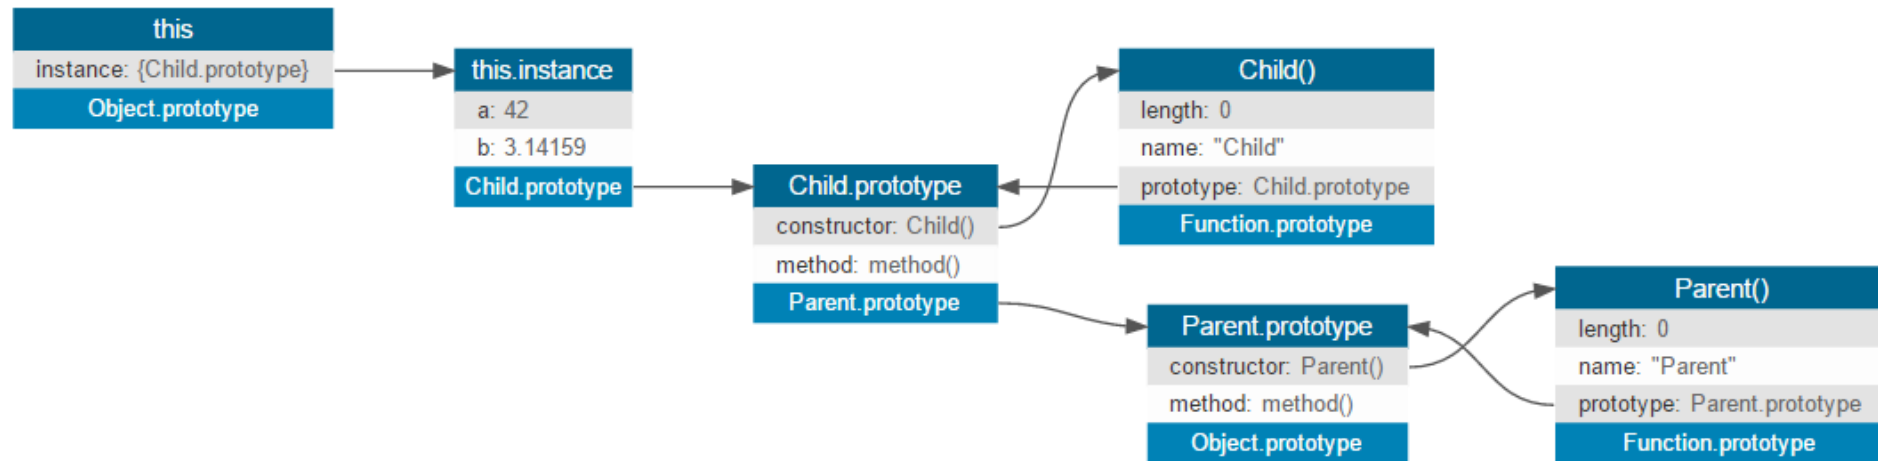 this
instance: {Child.prototype}
Object.prototype
this.instance
a: 42
b: 3.14159
Child.prototype
Child.prototype
constructor: Child()
method: method()
Parent.prototype
Child()
length: 0
name: "Child"
prototype: Child.prototype
Function.prototype
Parent.prototype
constructor: Parent()
method: method()
Object.prototype
Parent()
length: 0
name: "Parent"
prototype: Parent.prototype
Function.prototype